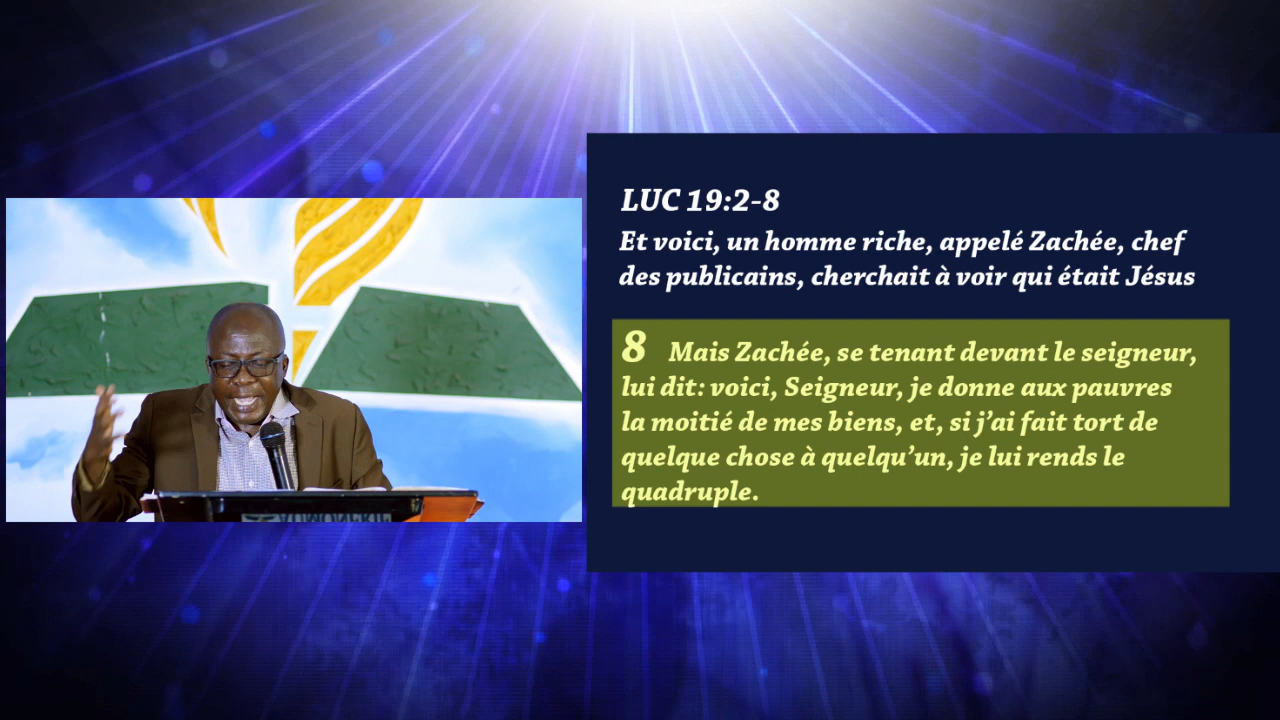 LUC 19:2-8
Et voici, un homme riche, appelé Zachée, chef
des publicains, cherchait à voir qui était Jésus
8 Mais Zachée, se tenant devant le seigneur,
lui dit: voici, Seigneur, je donne aux pauvres
la moitié de mes biens, et, si j’ai fait tort de
quelque chose à quelqu’un, je lui rends le
quadruple.